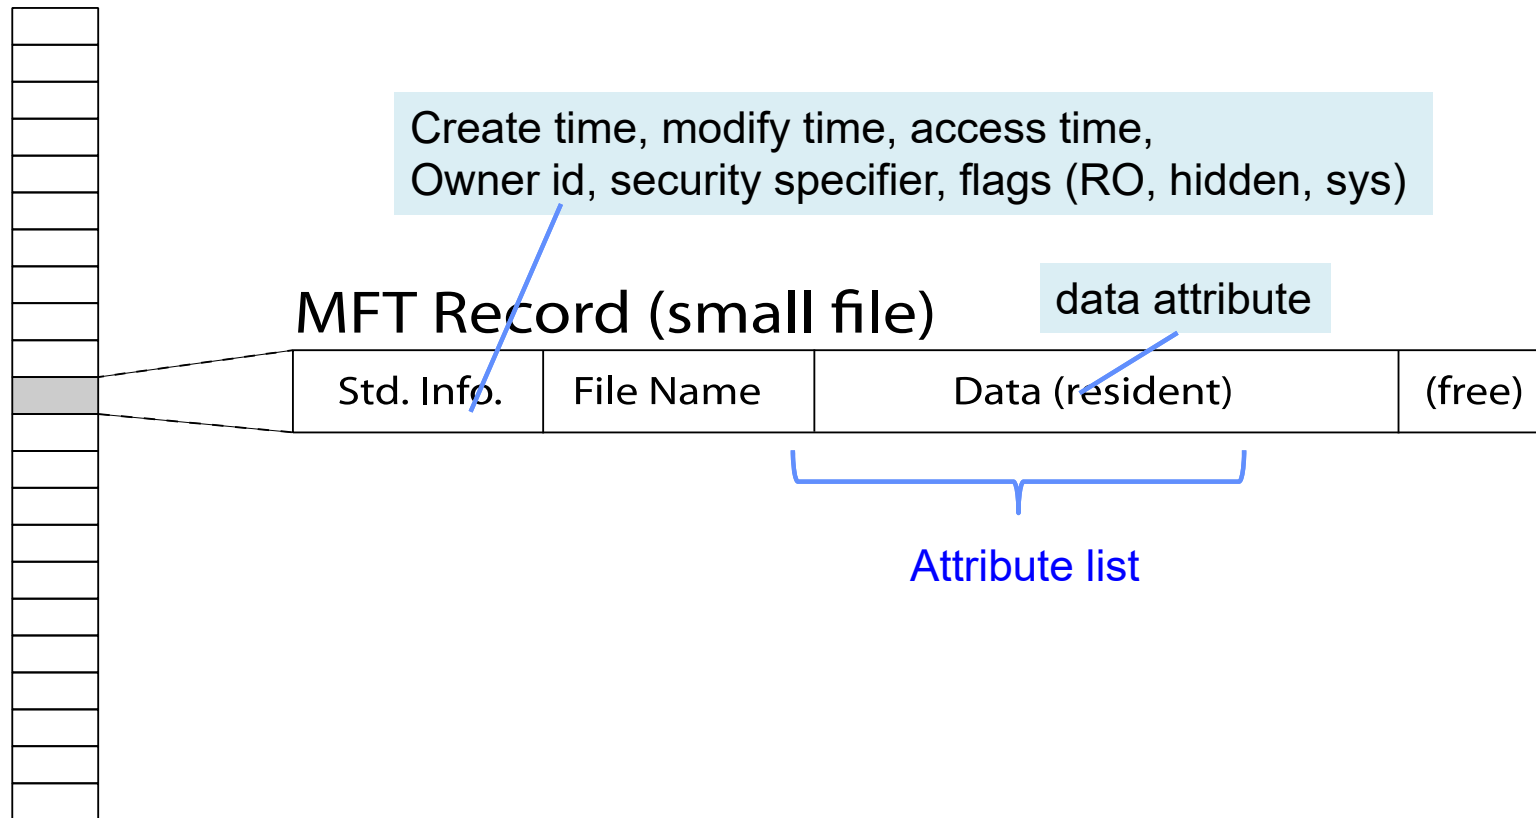 Create time, modify time, access time,
Owner id, security specifier, flags (RO, hidden, sys)
MFT Record (small file)
data attribute
Std. Info.
File Name
Data (resident)
(free)
Attribute list